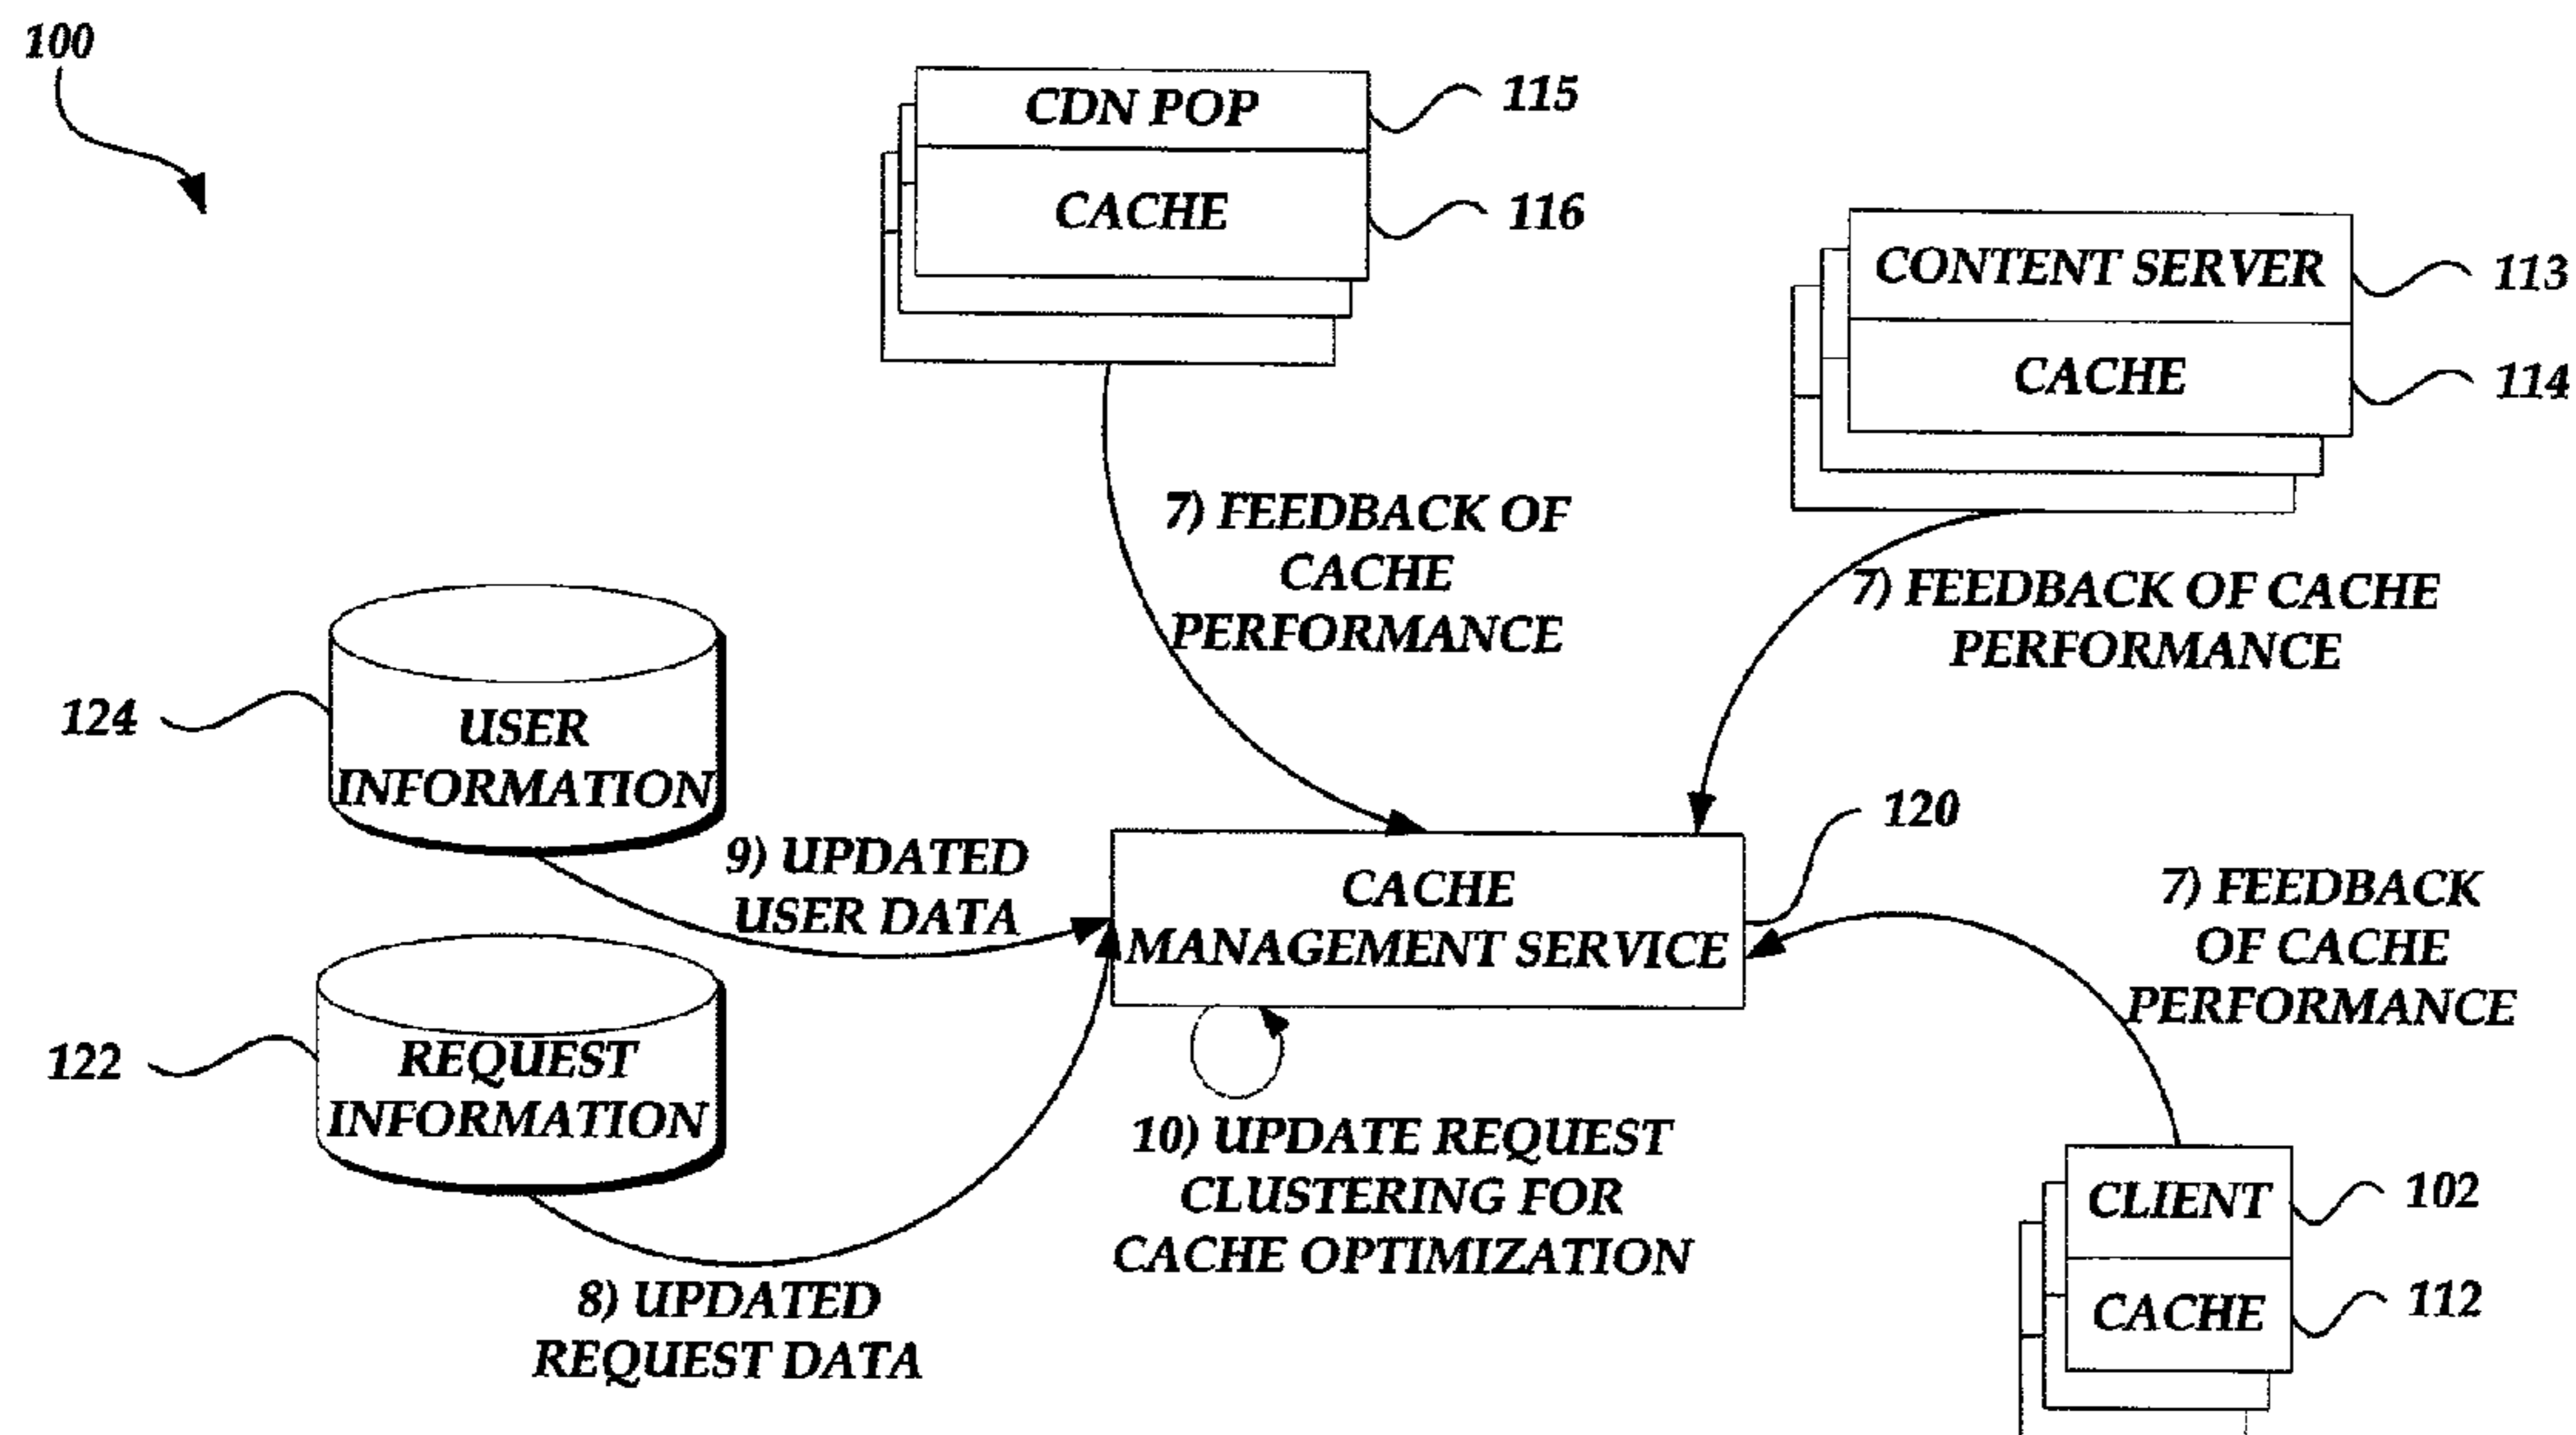 100
CDN POP
115
CACHE
116
CONTENT SERVER
113
CACHE
114
7) FEEDBACK OF
CACHE
PERFORMANCE
7) FEEDBACK OF CACHE
PERFORMANCE
124
USER
INFORMATION
9) UPDATED
USER DATA
120
CACHE
MANAGEMENT SERVICE
7) FEEDBACK
OF CACHE
PERFORMANCE
122
REQUEST
INFORMATION
10) UPDATE REQUEST
CLUSTERING FOR
CACHE OPTIMIZATION
8) UPDATED
REQUEST DATA
CLIENT
102
CACHE
112